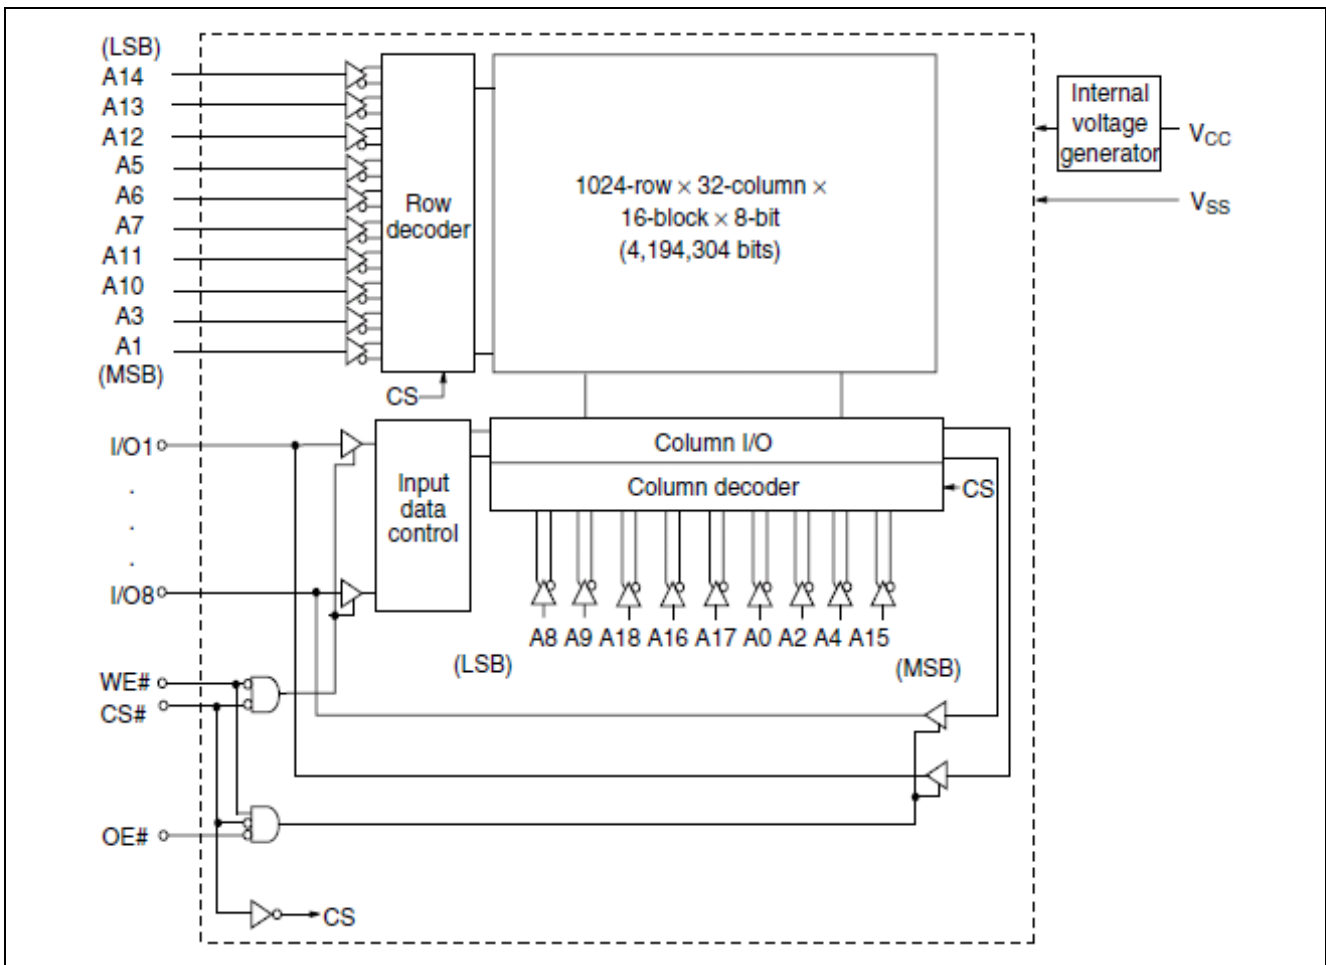 (LSB)
A14
A13
A12
A5
A6
A7
A11
A10
A3
A1
(MSB)
Row
decoder
CS
1024-row × 32-column ×
16-block × 8-bit
(4,194,304 bits)
Internal
voltage
generator
VCC
VSS
I/O1
.
.
.
I/O8
Input
data
control
Column I/O
Column decoder
CS
A8 A9 A18 A16 A17 A0 A2 A4 A15
(LSB)
(MSB)
WE#
CS#
OE#
CS